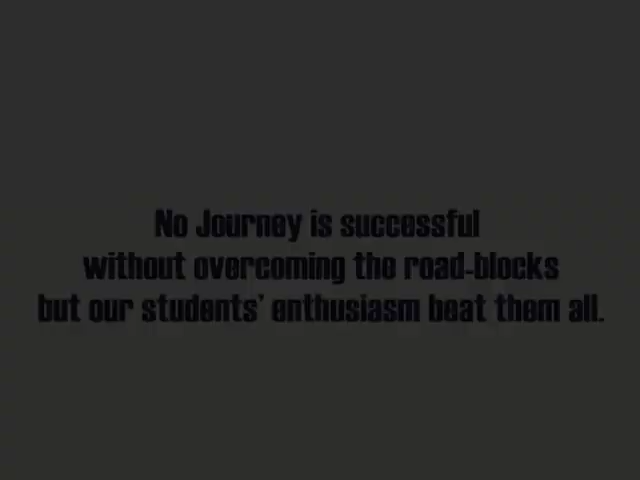 No Journey is successful
without overcoming the road-blocks
but our students' enthusiasm beat them all.